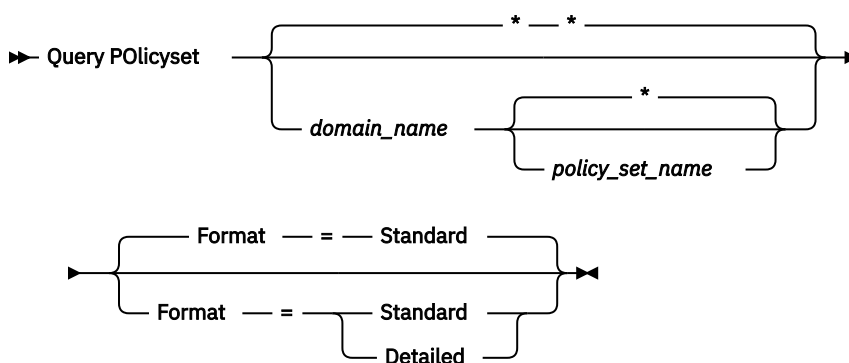 * *
Query POlicyset
*
domain_name
policy_set_name
Format = Standard
Format = Standard
Detailed